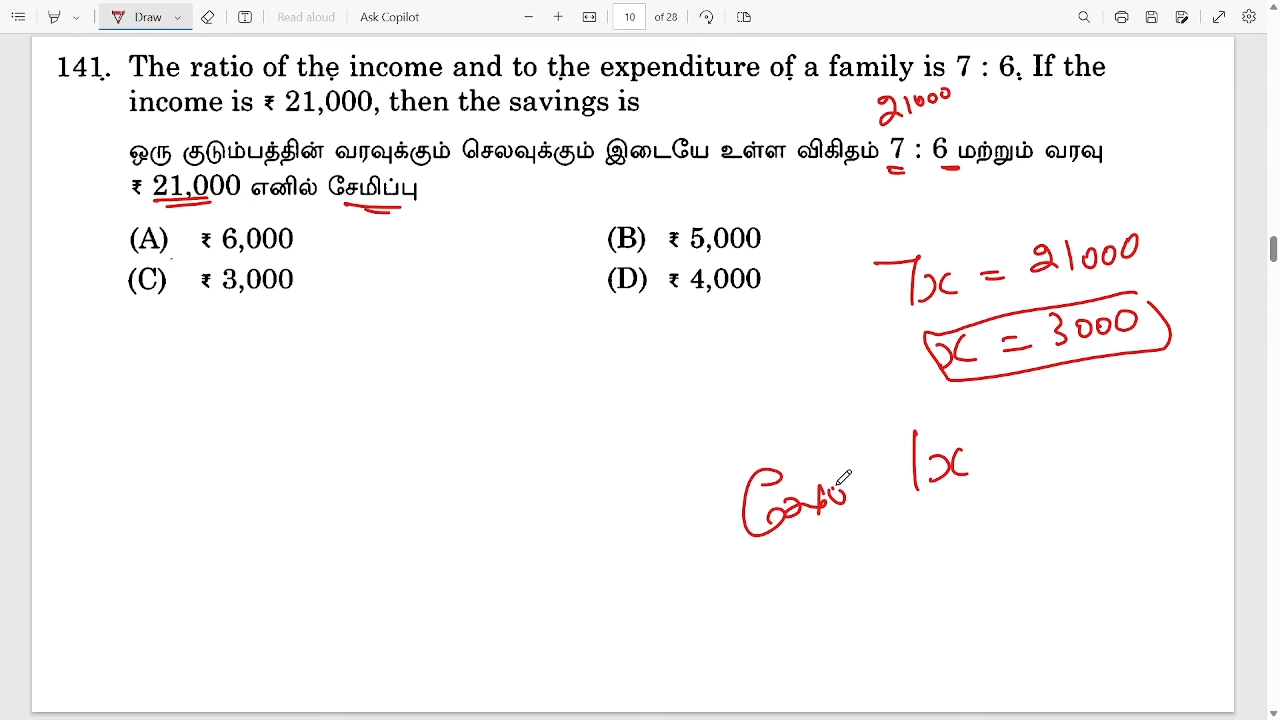 Draw
Read aloud
Ask Copilot
10 of 28
141. The ratio of the income and to the expenditure of a family is 7 : 6. If the
income is ₹ 21,000, then the savings is
21000
ஒரு குடும்பத்தின் வரவுக்கும் செலவுக்கும் இடையே உள்ள விகிதம் 7 : 6 மற்றும் வரவு
₹ 21,000 எனில் சேமிப்பு
(A) ₹ 6,000 (B) ₹ 5,000
(C) ₹ 3,000 (D) ₹ 4,000
7x = 21000
x = 3000
1x